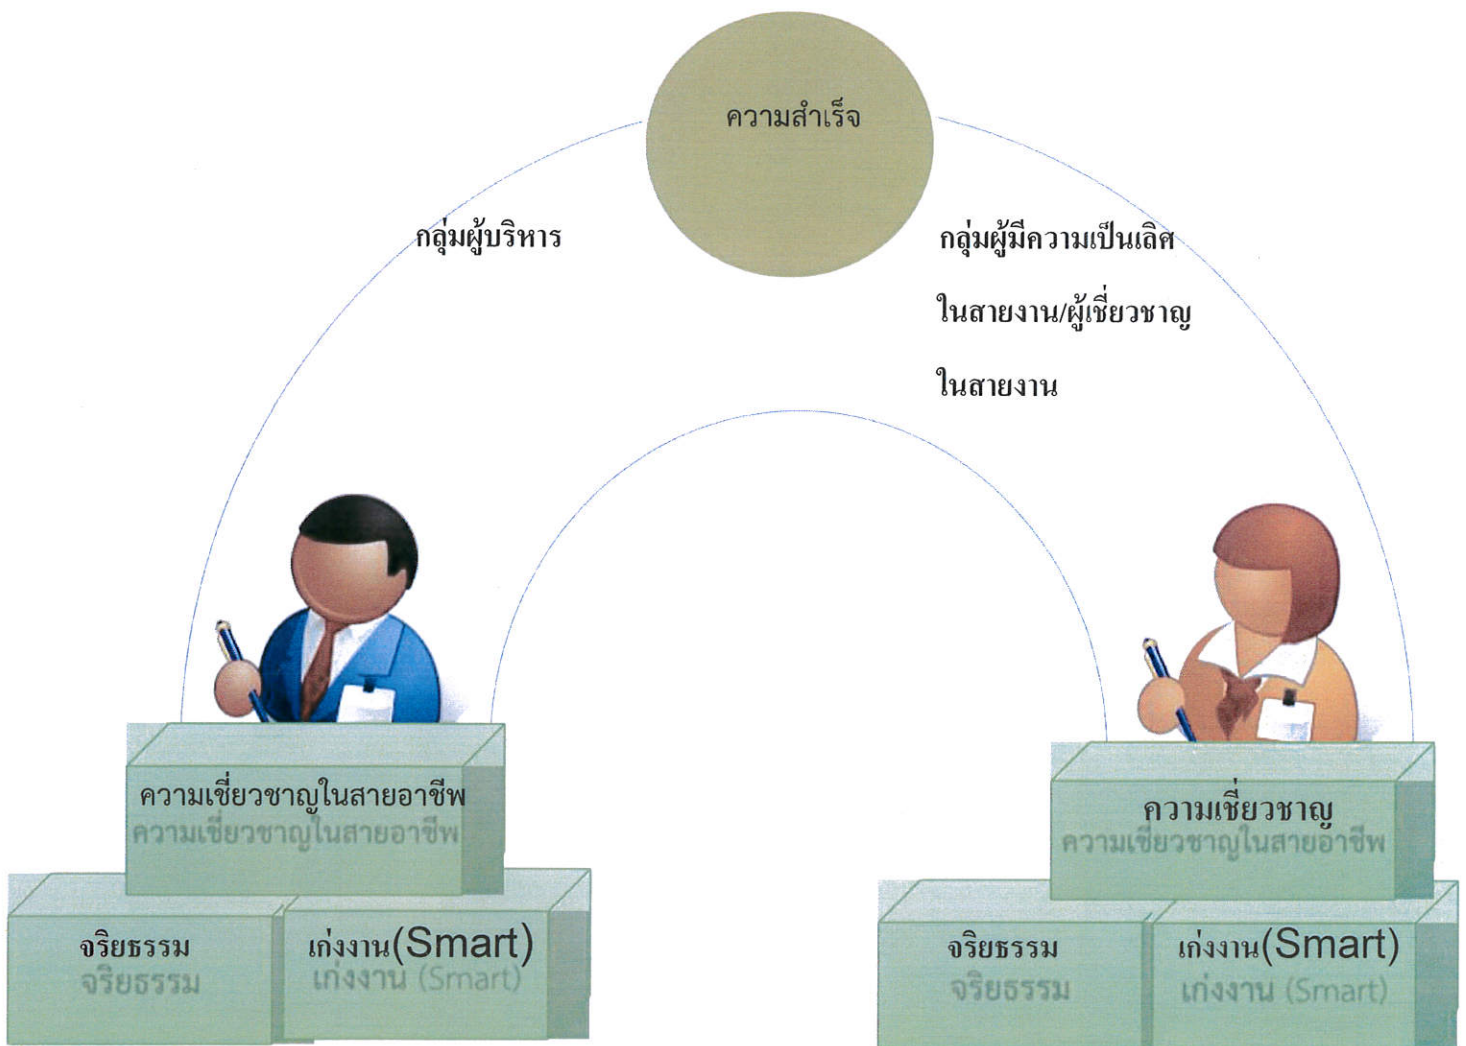 ความสำเร็จ
กลุ่มผู้บริหาร
กลุ่มผู้มีความเป็นเลิศ
ในสายงาน/ผู้เชี่ยวชาญ
ในสายงาน
ความเชี่ยวชาญในสายอาชีพ
ความเชี่ยวชาญในสายอาชีพ
จริยธรรม
จริยธรรม
เก่งงาน(Smart)
เก่งงาน (Smart)
ความเชี่ยวชาญ
ความเชี่ยวชาญในสายอาชีพ
จริยธรรม
จริยธรรม
เก่งงาน(Smart)
เก่งงาน (Smart)